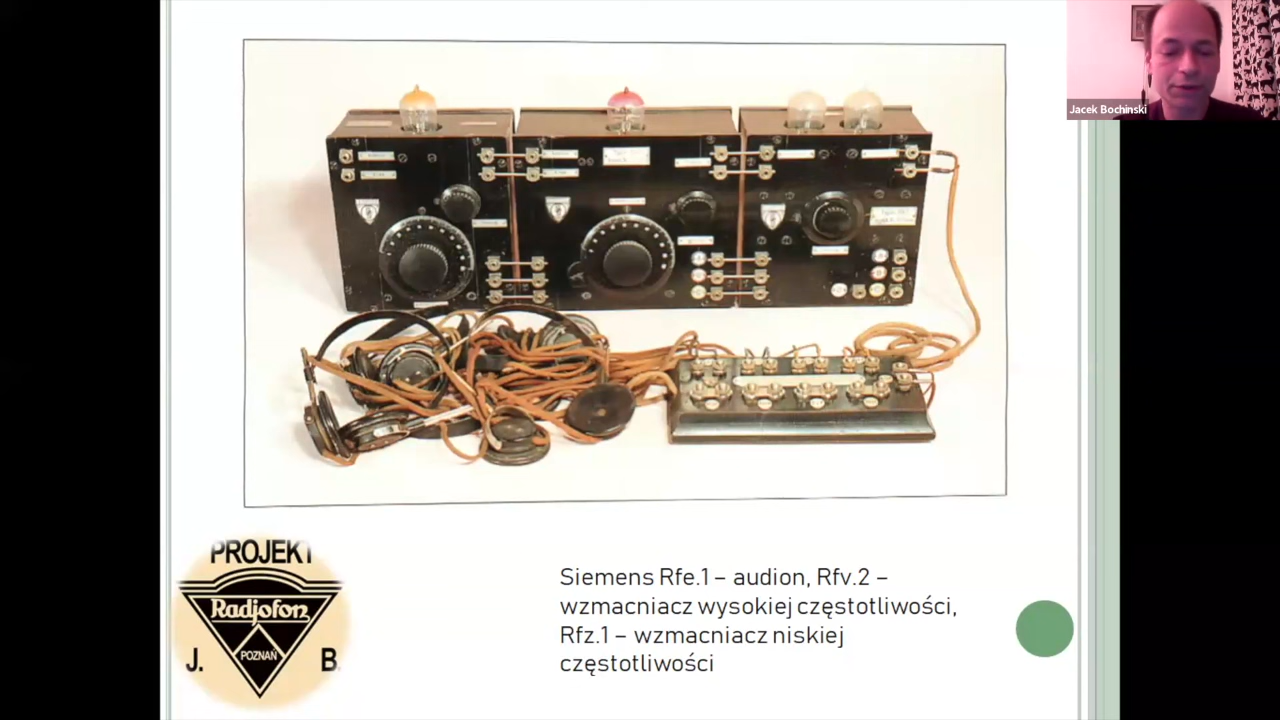 Jacek Bochinski
PROJEKT
Radjofon
POZNAŃ
J. B.
Siemens Rfe.1 – audion, Rfv.2 –
wzmacniacz wysokiej częstotliwości,
Rfz.1 – wzmacniacz niskiej
częstotliwości